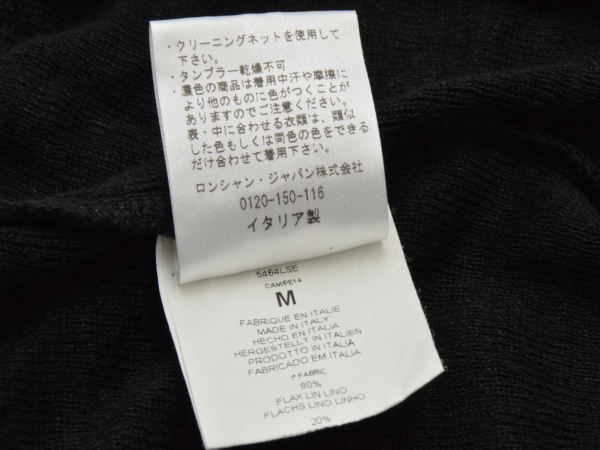 ・クリーニングネットを使用して
下さい。
・タンブラー乾燥不可
・濃色の商品は着用中汗や摩擦に
より他のものに色がつくことが
ありますのでご注意ください。
表・中に合わせる衣類は、類似
した色もしくは同色の色をできる
だけ合わせて着用下さい。
ロンシャン・ジャパン株式会社
0120-150-116
イタリア製
5464LSE
CAMPE14
M
FABRIQUE EN ITALIE
MADE IN ITALY
HECHO EN ITALIA
HERGESTELLT IN ITALIEN
PRODOTTO IN ITALIA
FABRICADO EM ITALIA
FABRIC
80%
FLAX LIN LINO
FLACHS LINO LINHO
20%